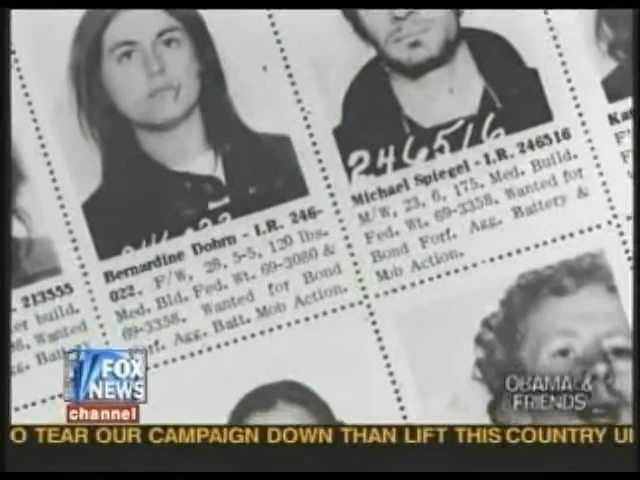 246516
Bernardine Dohrn - I.R. 246-
022, F/W, 28, 5-5, 120 lbs.
Med. Bld. Fed. Wt. 69-3080 &
69-3358. Wanted for Bond
Forf. Agg. Batt. Mob Action.
Michael Spiegel - I.R. 246516
M/W, 23, 6, 175, Med. Build.
Fed. Wt. 69-3358. Wanted for
Bond Forf. Agg. Battery &
Mob Action.
213555
build.
Wanted
FOX
NEWS
channel
OBAMA &
FRIENDS
O TEAR OUR CAMPAIGN DOWN THAN LIFT THIS COUNTRY U